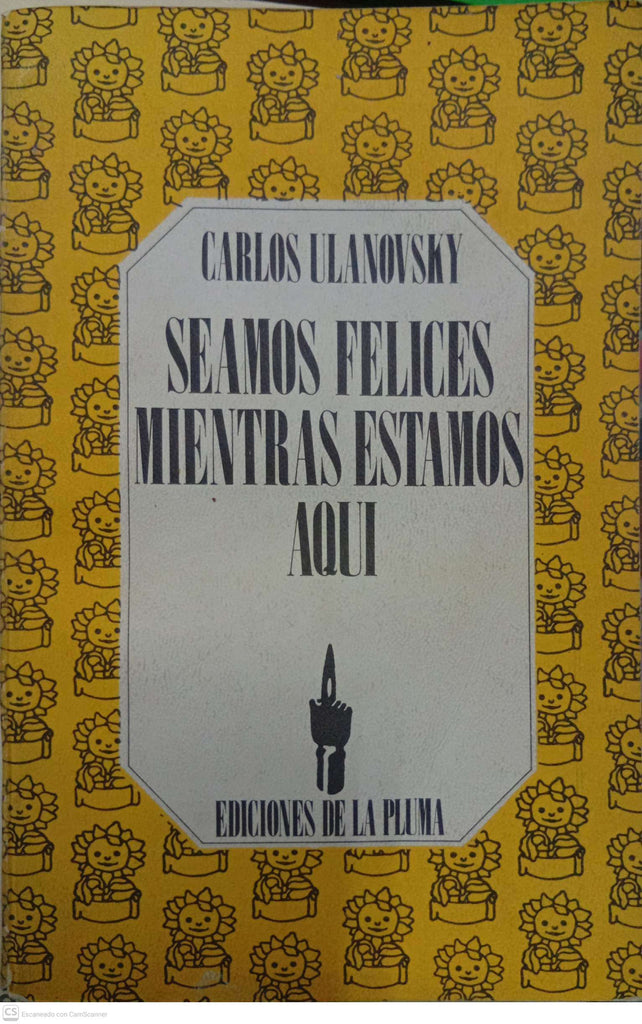 CARLOS ULANOVSKY
SEAMOS FELICES
MIENTRAS ESTAMOS
AQUI
EDICIONES DE LA PLUMA
CS Escaneado con CamScanner